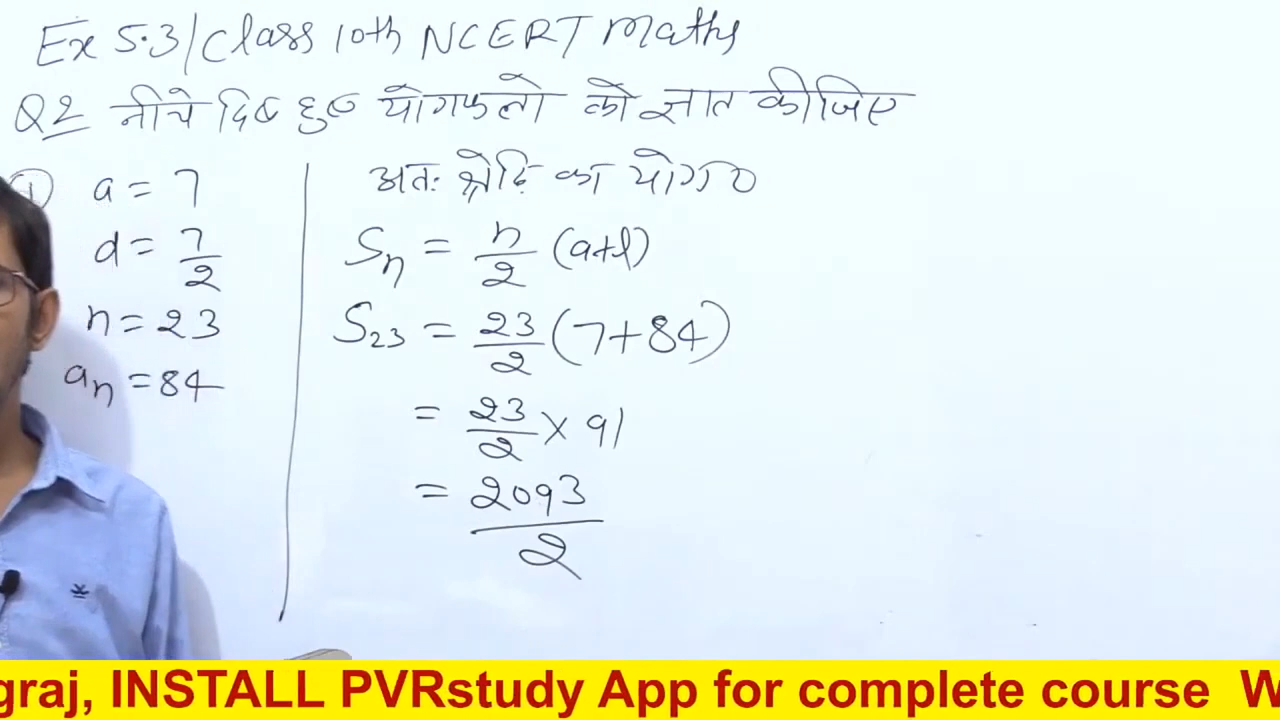 Ex 5.3/Class 10th NCERT Maths
Q2 नीचे दिए हुए योगफलो को ज्ञात कीजिए
a = 7
d = 7/2
n = 23
aₙ = 84
अतः श्रेढि का योगफल
Sₙ = n/2 (a+l)
S₂₃ = 23/2 (7+84)
= 23/2 × 91
= 2093/2
graj, INSTALL PVRstudy App for complete course W